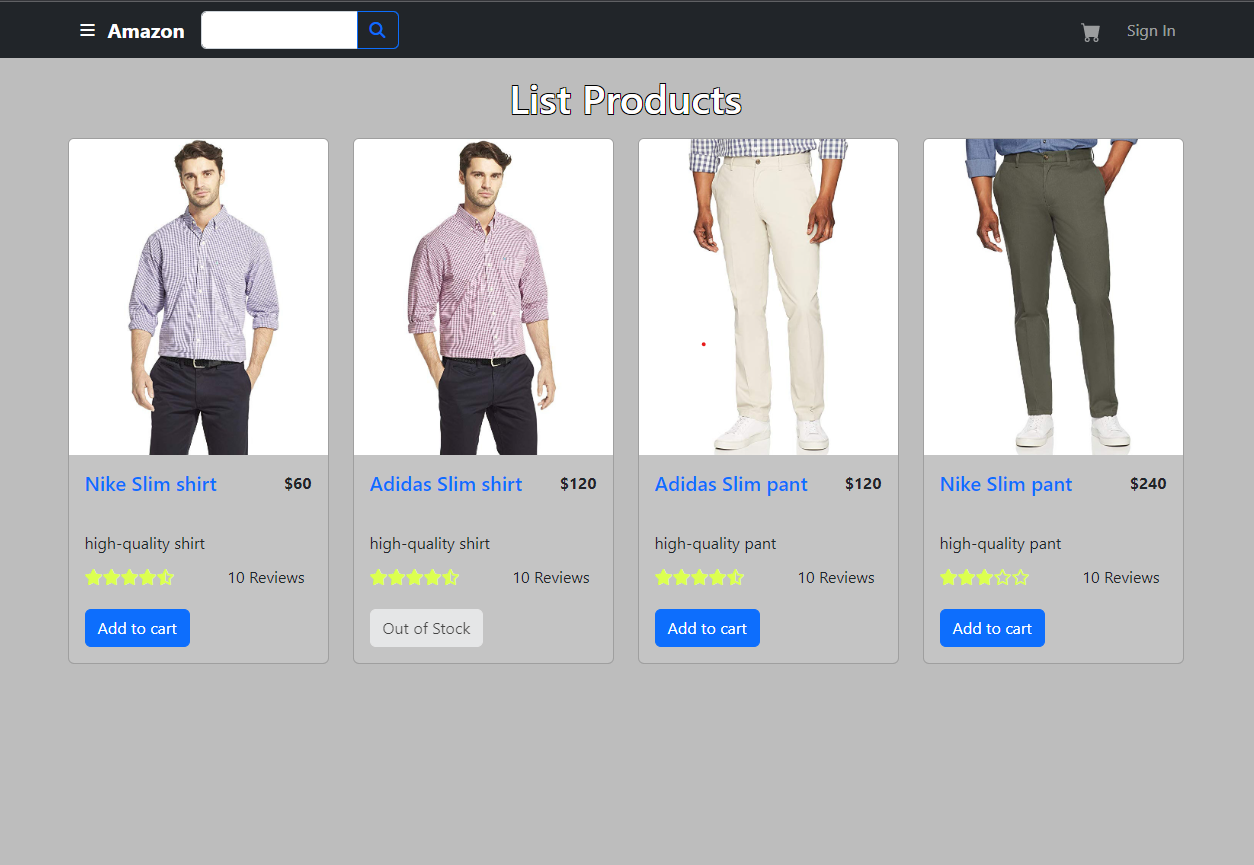 Amazon
Sign In
List Products
Nike Slim shirt $60
high-quality shirt
10 Reviews
Add to cart
Adidas Slim shirt $120
high-quality shirt
10 Reviews
Out of Stock
Adidas Slim pant $120
high-quality pant
10 Reviews
Add to cart
Nike Slim pant $240
high-quality pant
10 Reviews
Add to cart